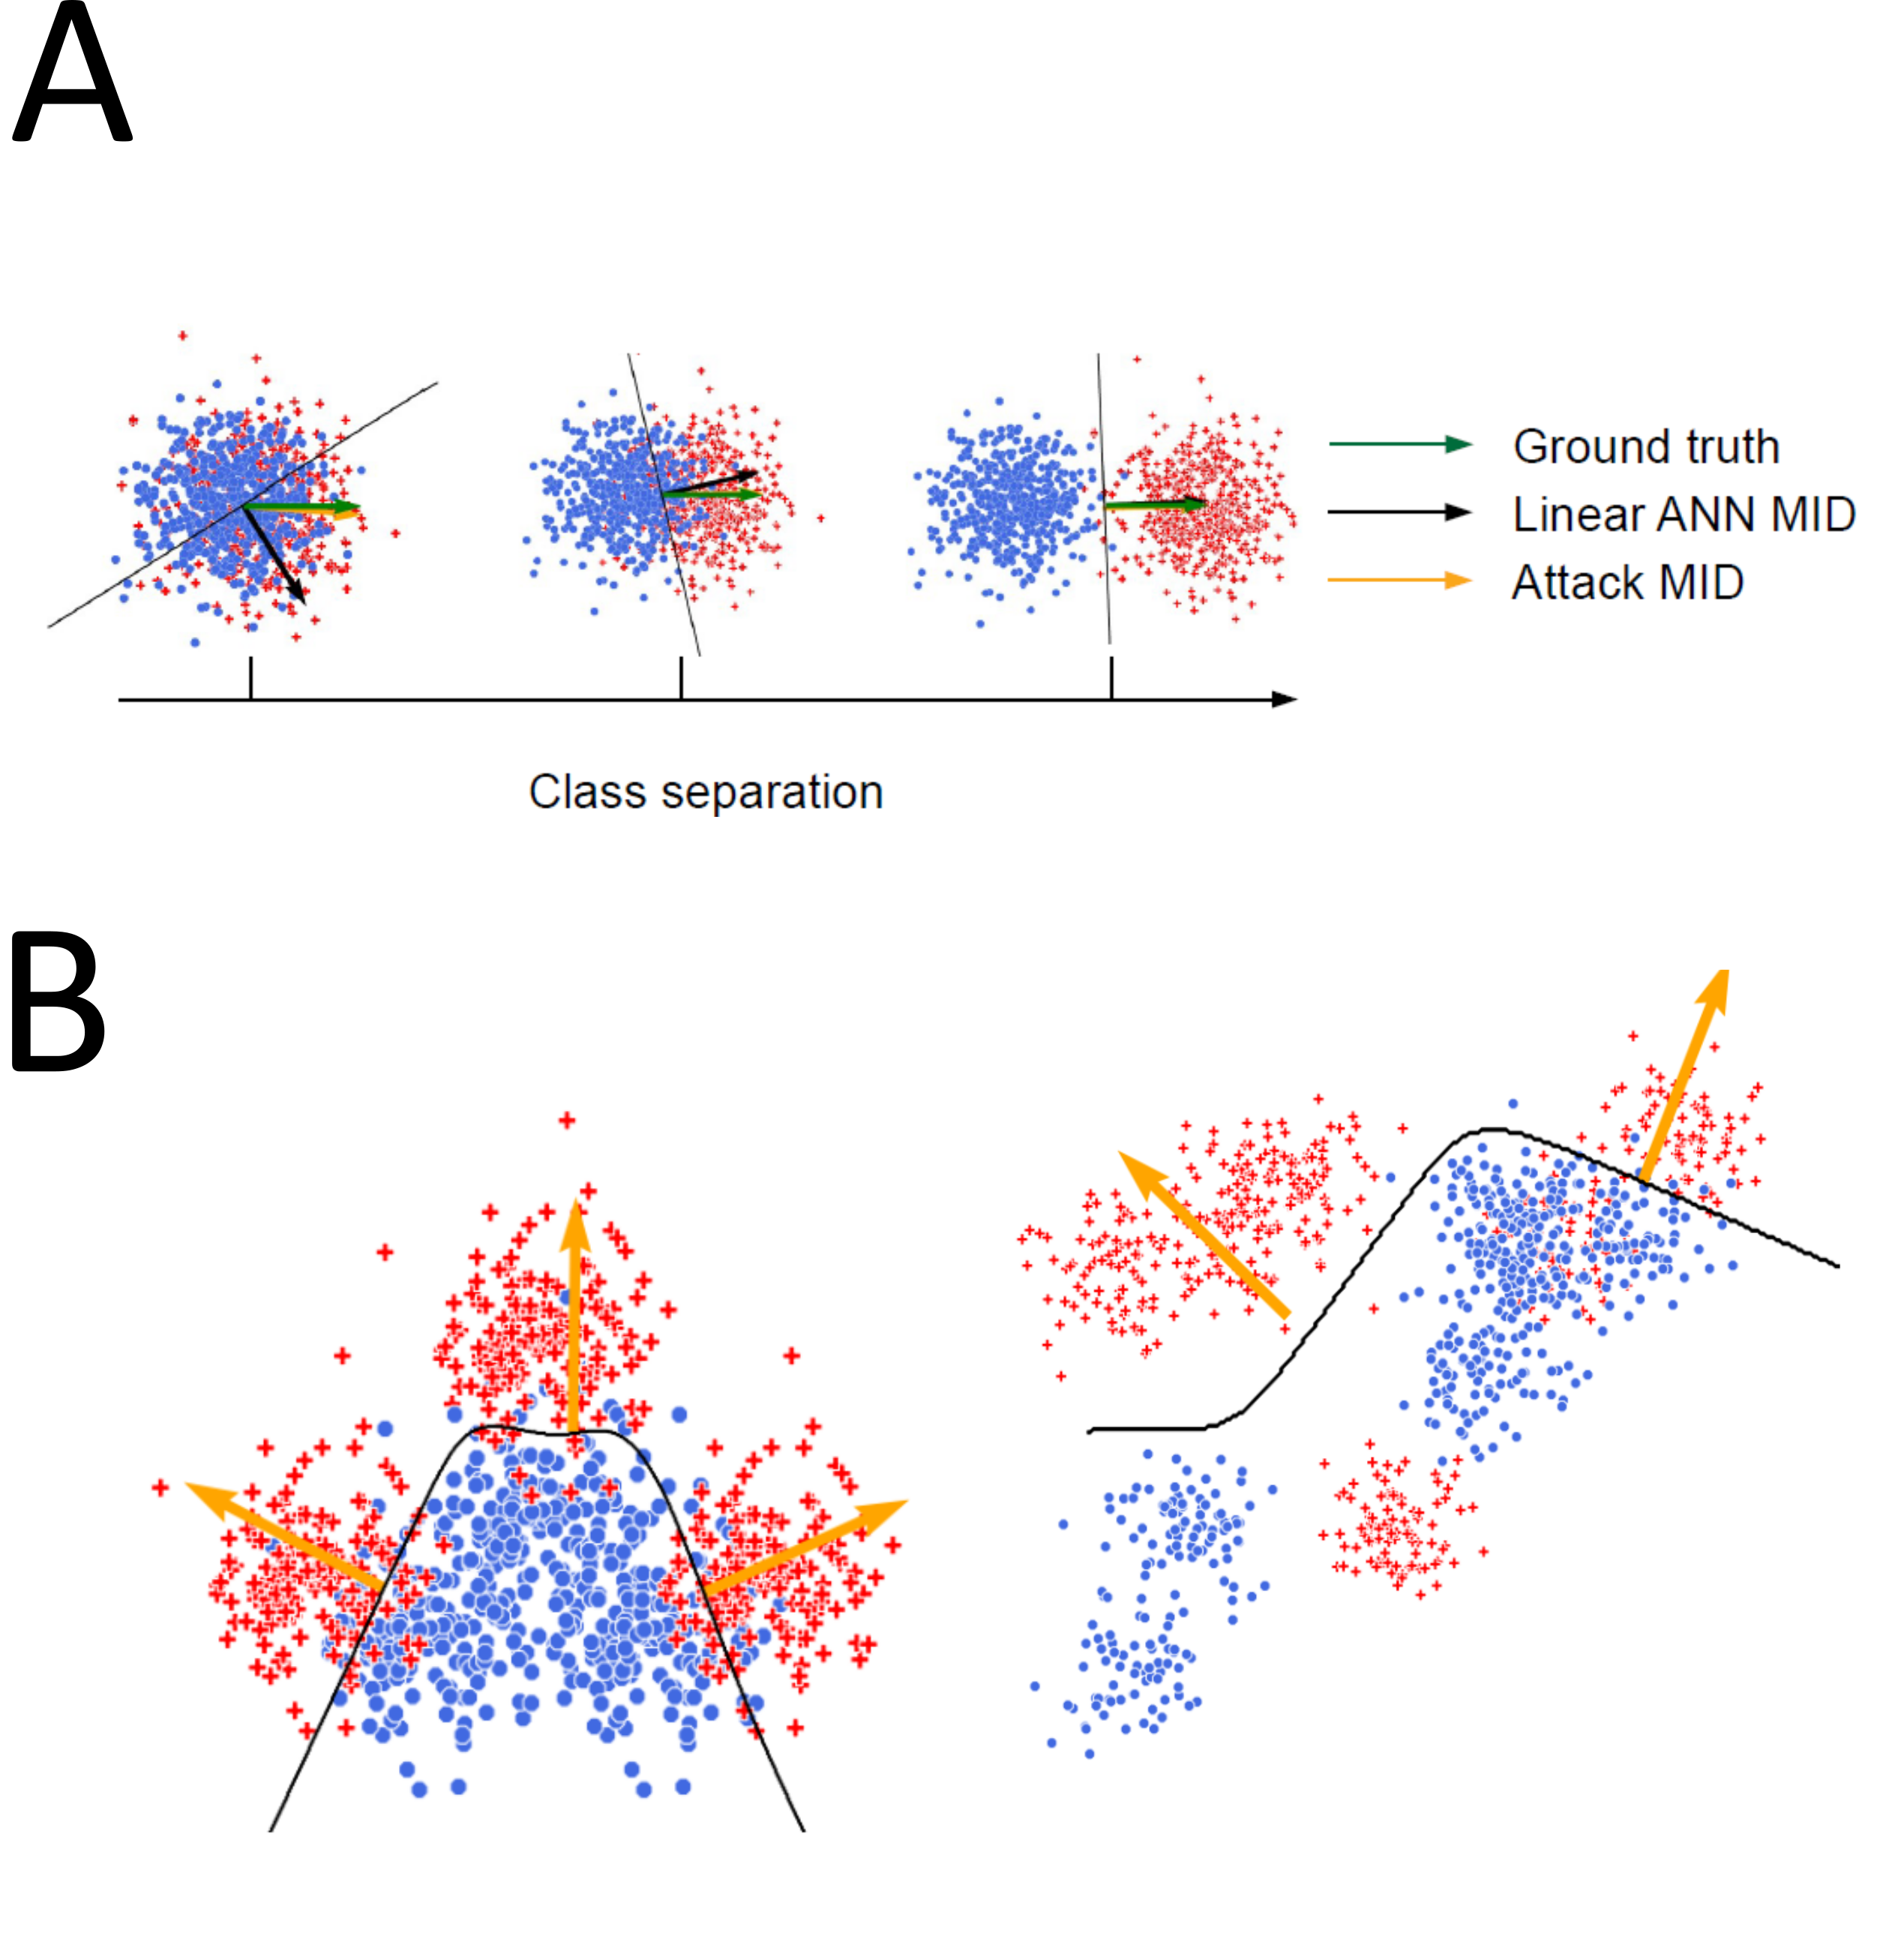 A
Ground truth
Linear ANN MID
Attack MID
Class separation
B